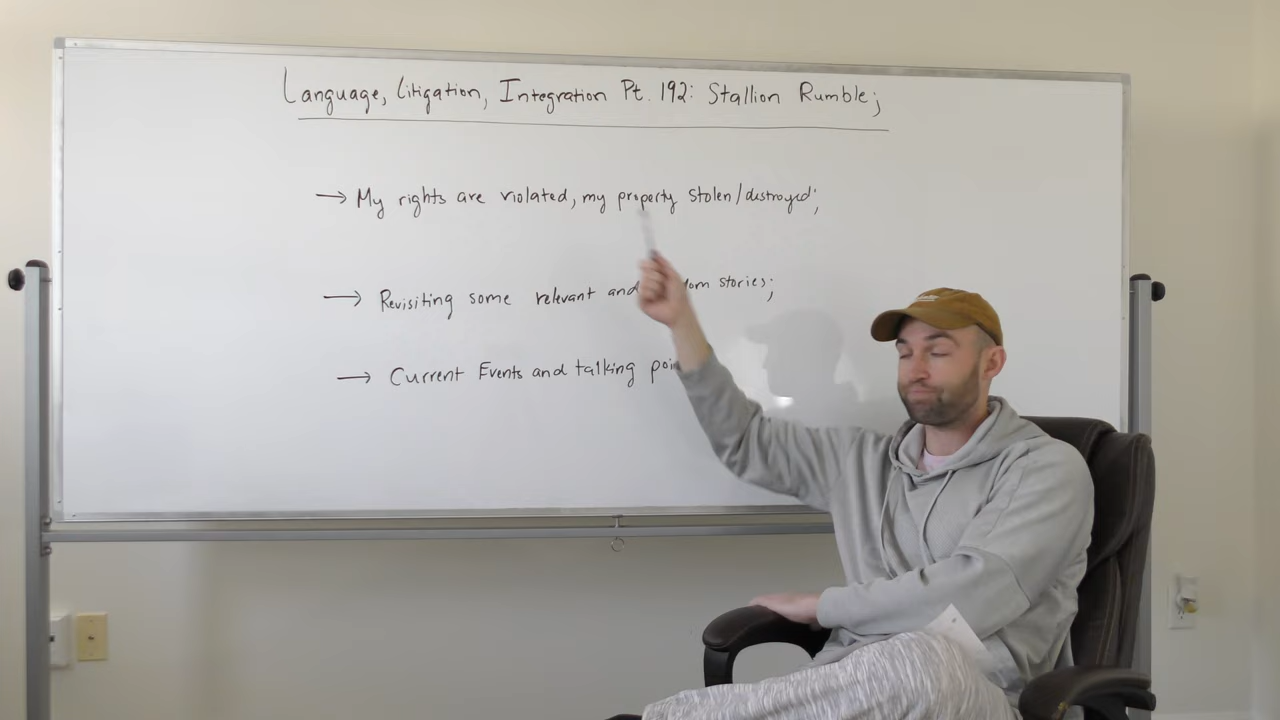 Language, Litigation, Integration Pt. 192: Stallion Rumble;
→ My rights are violated, my property stolen/destroyed;
→ Revisiting some relevant and stories;
→ Current Events and talking